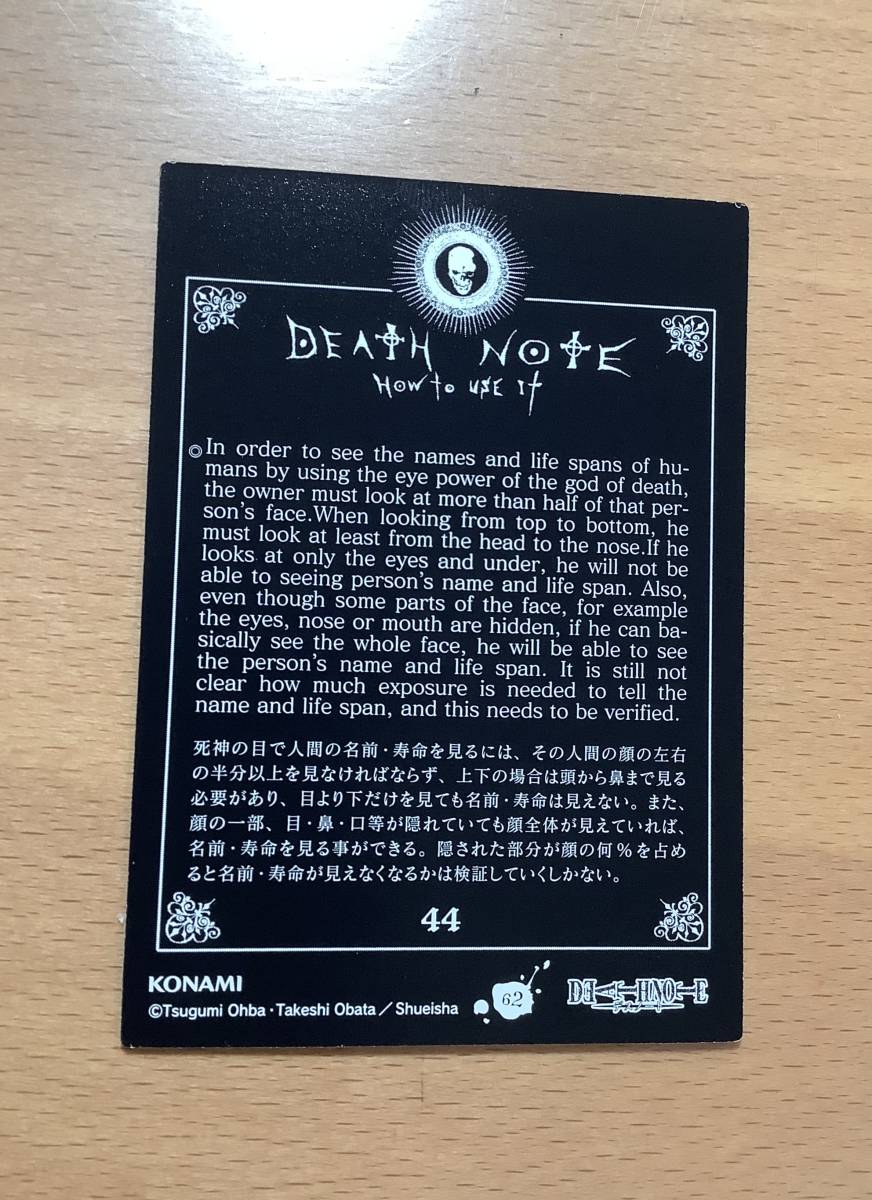 DEATH NOTE
HOW to USE It
◎In order to see the names and life spans of hu-
mans by using the eye power of the god of death,
the owner must look at more than half of that per-
son's face.When looking from top to bottom, he
must look at least from the head to the nose.If he
looks at only the eyes and under, he will not be
able to seeing person's name and life span. Also,
even though some parts of the face, for example
the eyes, nose or mouth are hidden, if he can ba-
sically see the whole face, he will be able to see
the person's name and life span. It is still not
clear how much exposure is needed to tell the
name and life span, and this needs to be verified.
死神の目で人間の名前・寿命を見るには、その人間の顔の左右
の半分以上を見なければならず、上下の場合は頭から鼻まで見る
必要があり、目より下だけを見ても名前・寿命は見えない。また、
顔の一部、目・鼻・口等が隠れていても顔全体が見えていれば、
名前・寿命を見る事ができる。隠された部分が顔の何%を占め
ると名前・寿命が見えなくなるかは検証していくしかない。
44
KONAMI
©Tsugumi Ohba・Takeshi Obata／Shueisha
62
DEATH NOTE
デスノート